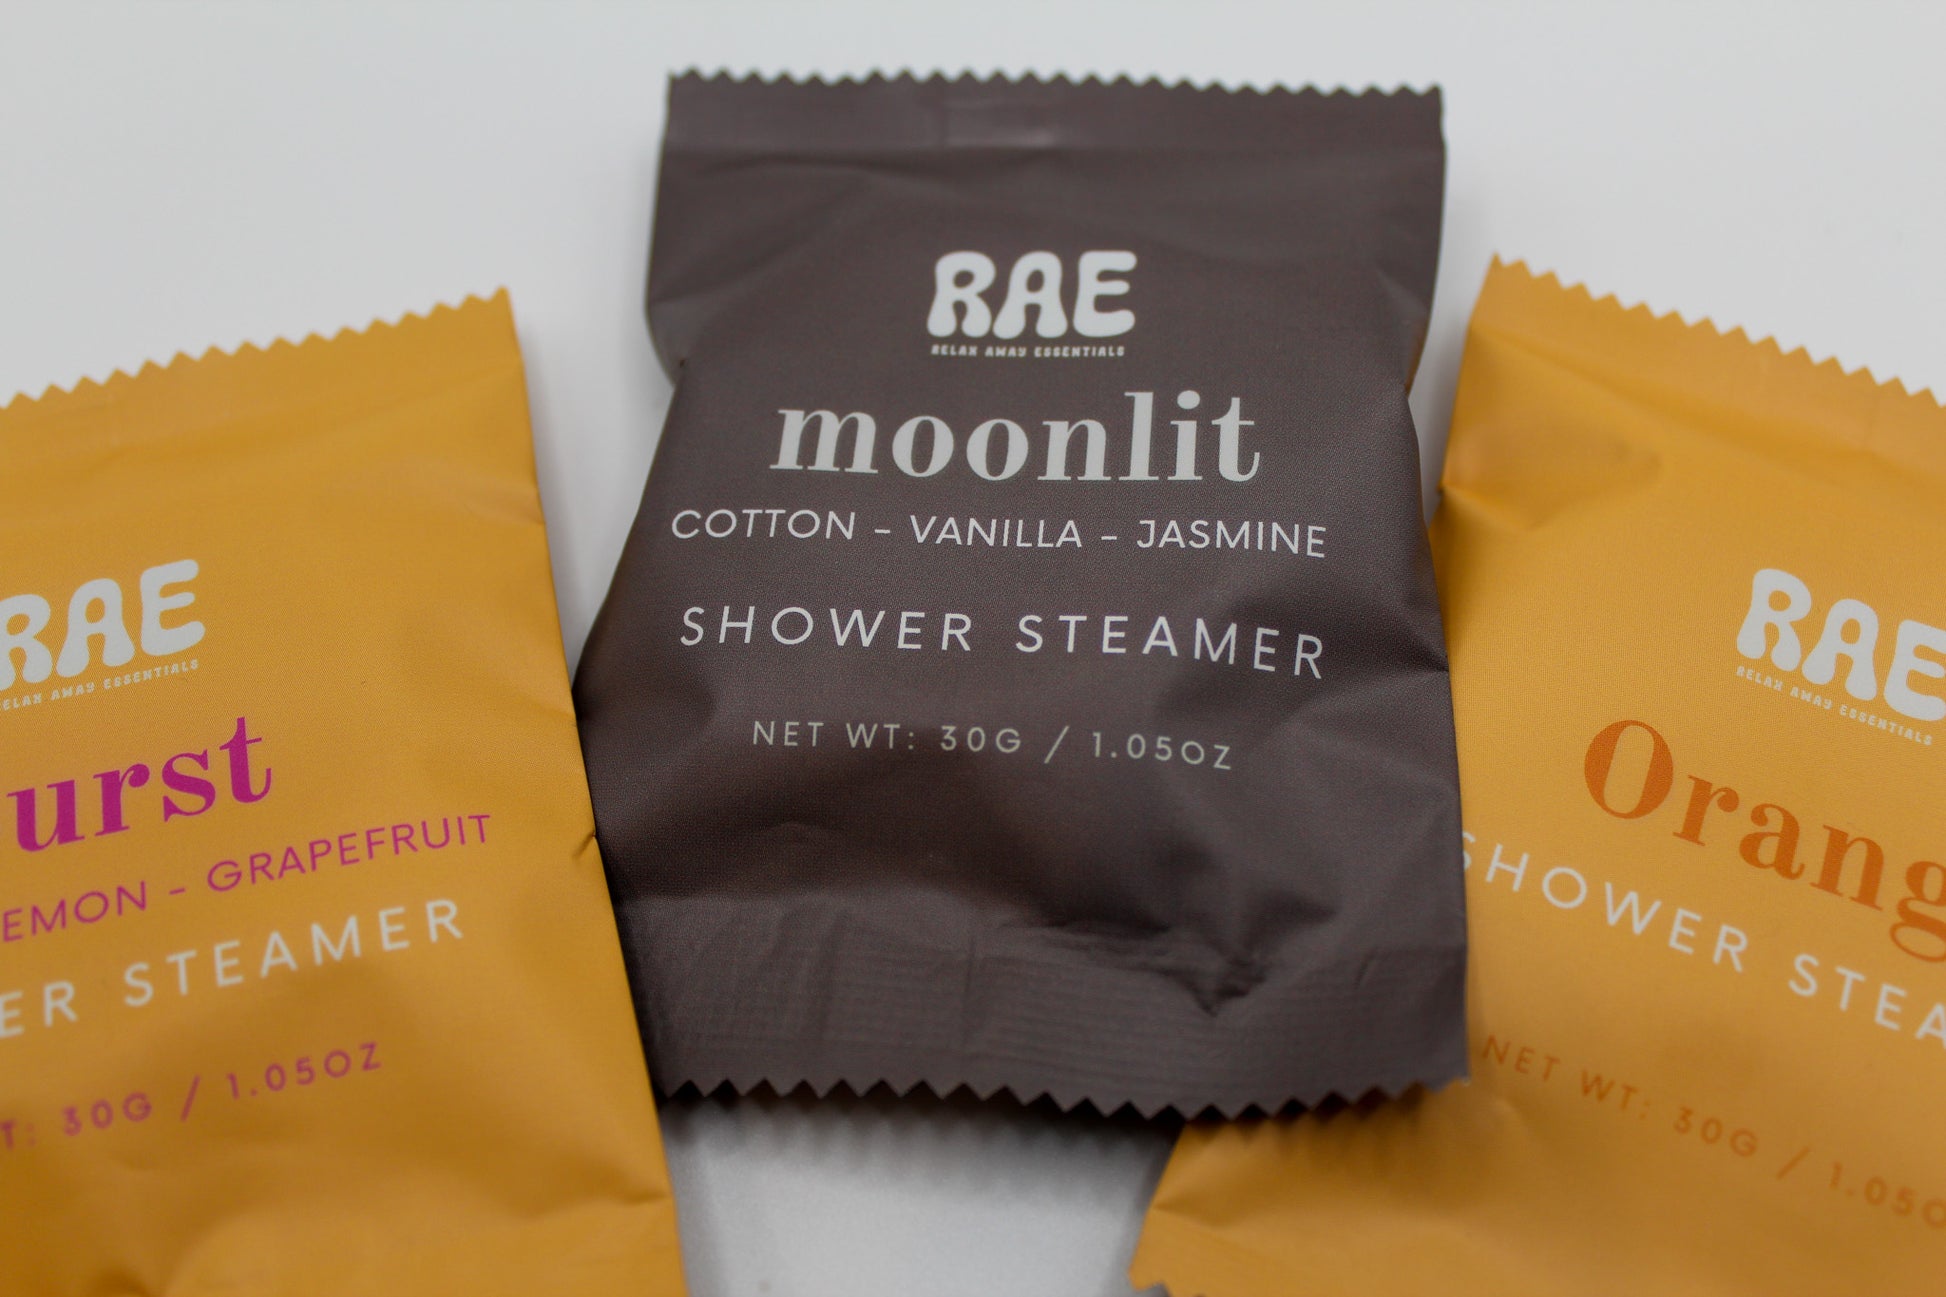 RAE
RELAX AWAY ESSENTIALS
moonlit
COTTON – VANILLA – JASMINE
SHOWER STEAMER
NET WT: 30G / 1.05OZ
RAE
RELAX AWAY ESSENTIALS
urst
EMON – GRAPEFRUIT
ER STEAMER
T: 30G / 1.05OZ
RAE
RELAX AWAY ESSENTIALS
Orang
SHOWER STEA
NET WT: 30G / 1.05O